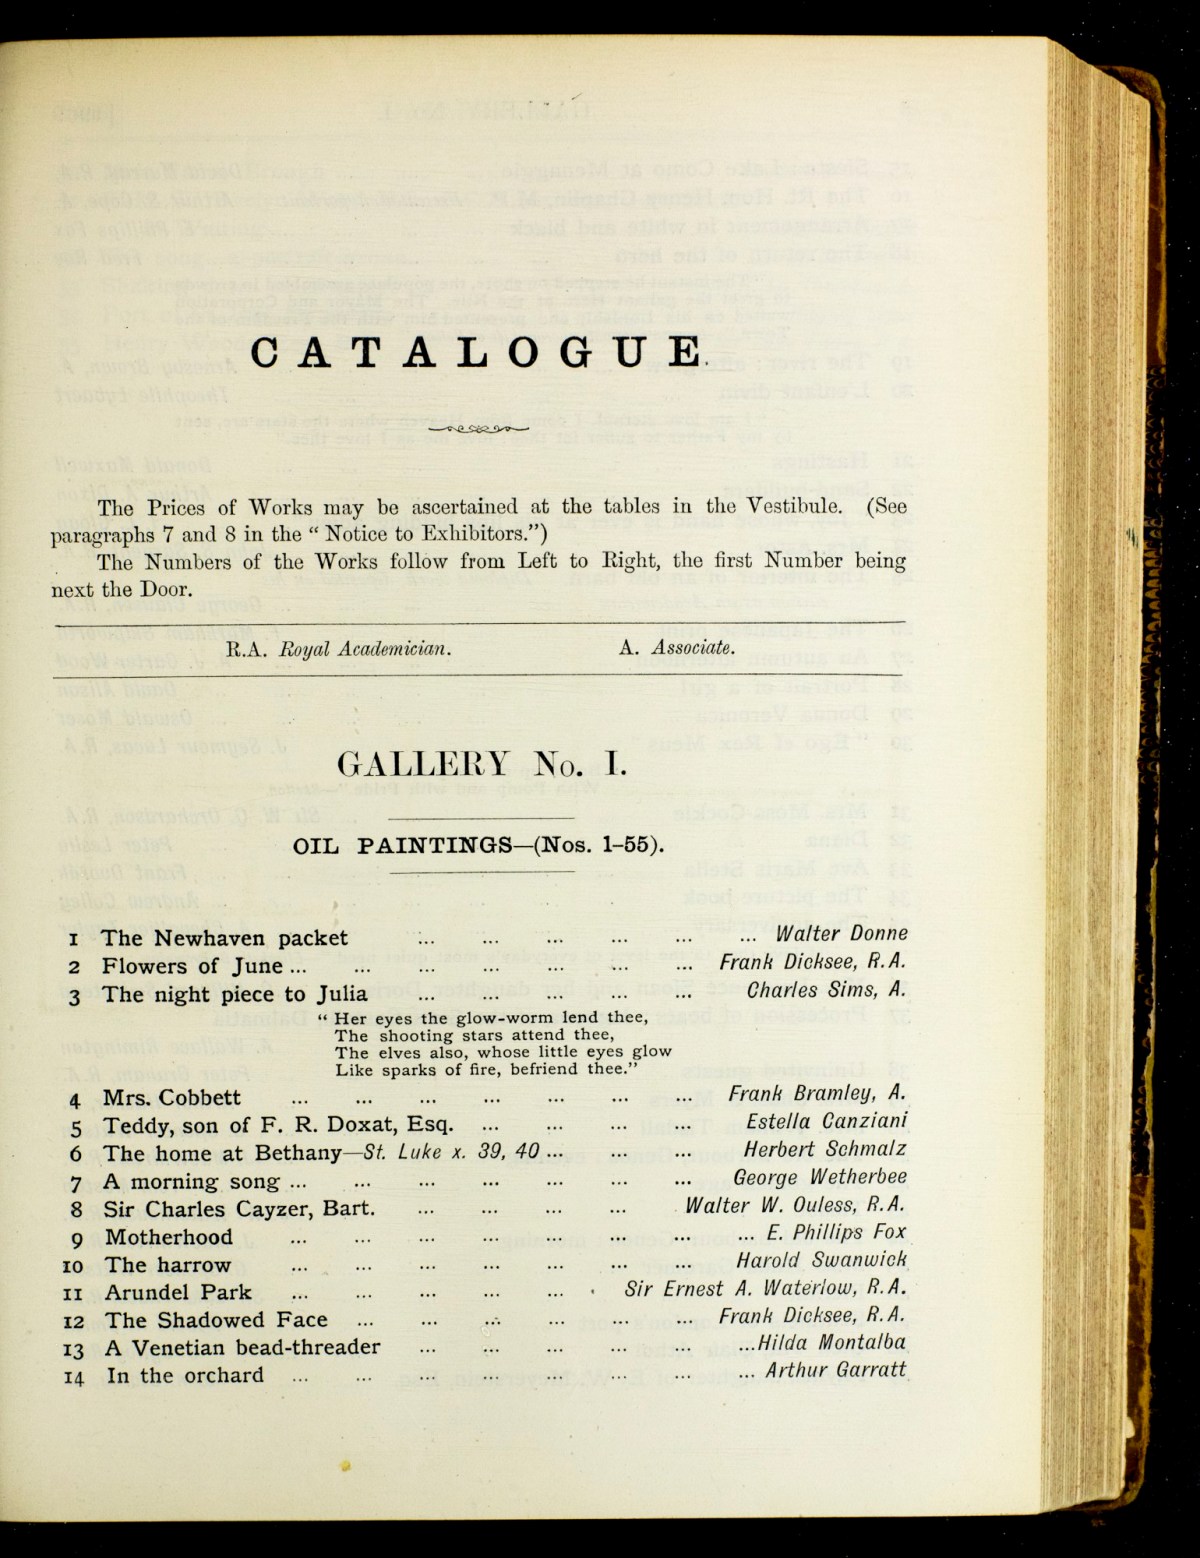 CATALOGUE.
The Prices of Works may be ascertained at the tables in the Vestibule. (See
paragraphs 7 and 8 in the “ Notice to Exhibitors.”)
The Numbers of the Works follow from Left to Right, the first Number being
next the Door.
R.A. Royal Academician. A. Associate.
GALLERY No. I.
OIL PAINTINGS—(Nos. 1–55).
1 The Newhaven packet ... ... ... ... ... ... Walter Donne
2 Flowers of June ... ... ... ... ... ... ... Frank Dicksee, R.A.
3 The night piece to Julia ... ... ... ... ... Charles Sims, A.
“ Her eyes the glow-worm lend thee,
The shooting stars attend thee,
The elves also, whose little eyes glow
Like sparks of fire, befriend thee.”
4 Mrs. Cobbett ... ... ... ... ... ... ... Frank Bramley, A.
5 Teddy, son of F. R. Doxat, Esq. ... ... ... ... Estella Canziani
6 The home at Bethany—St. Luke x. 39, 40 ... ... ... Herbert Schmalz
7 A morning song ... ... ... ... ... ... ... George Wetherbee
8 Sir Charles Cayzer, Bart. ... ... ... ... Walter W. Ouless, R.A.
9 Motherhood ... ... ... ... ... ... ... ... E. Phillips Fox
10 The harrow ... ... ... ... ... ... ... Harold Swanwick
11 Arundel Park ... ... ... ... ... . Sir Ernest A. Waterlow, R.A.
12 The Shadowed Face ... ... ... ... ... ... Frank Dicksee, R.A.
13 A Venetian bead-threader ... ... ... ... ... ...Hilda Montalba
14 In the orchard ... ... ... ... ... ... ... ... Arthur Garratt